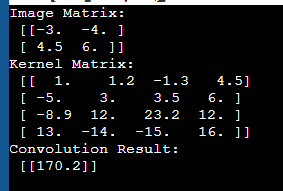 Image Matrix:
[[-3. -4. ]
[ 4.5 6. ]]
Kernel Matrix:
[[ 1. 1.2 -1.3 4.5]
[ -5. 3. 3.5 6. ]
[ -8.9 12. 23.2 12. ]
[ 13. -14. -15. 16. ]]
Convolution Result:
[[170.2]]